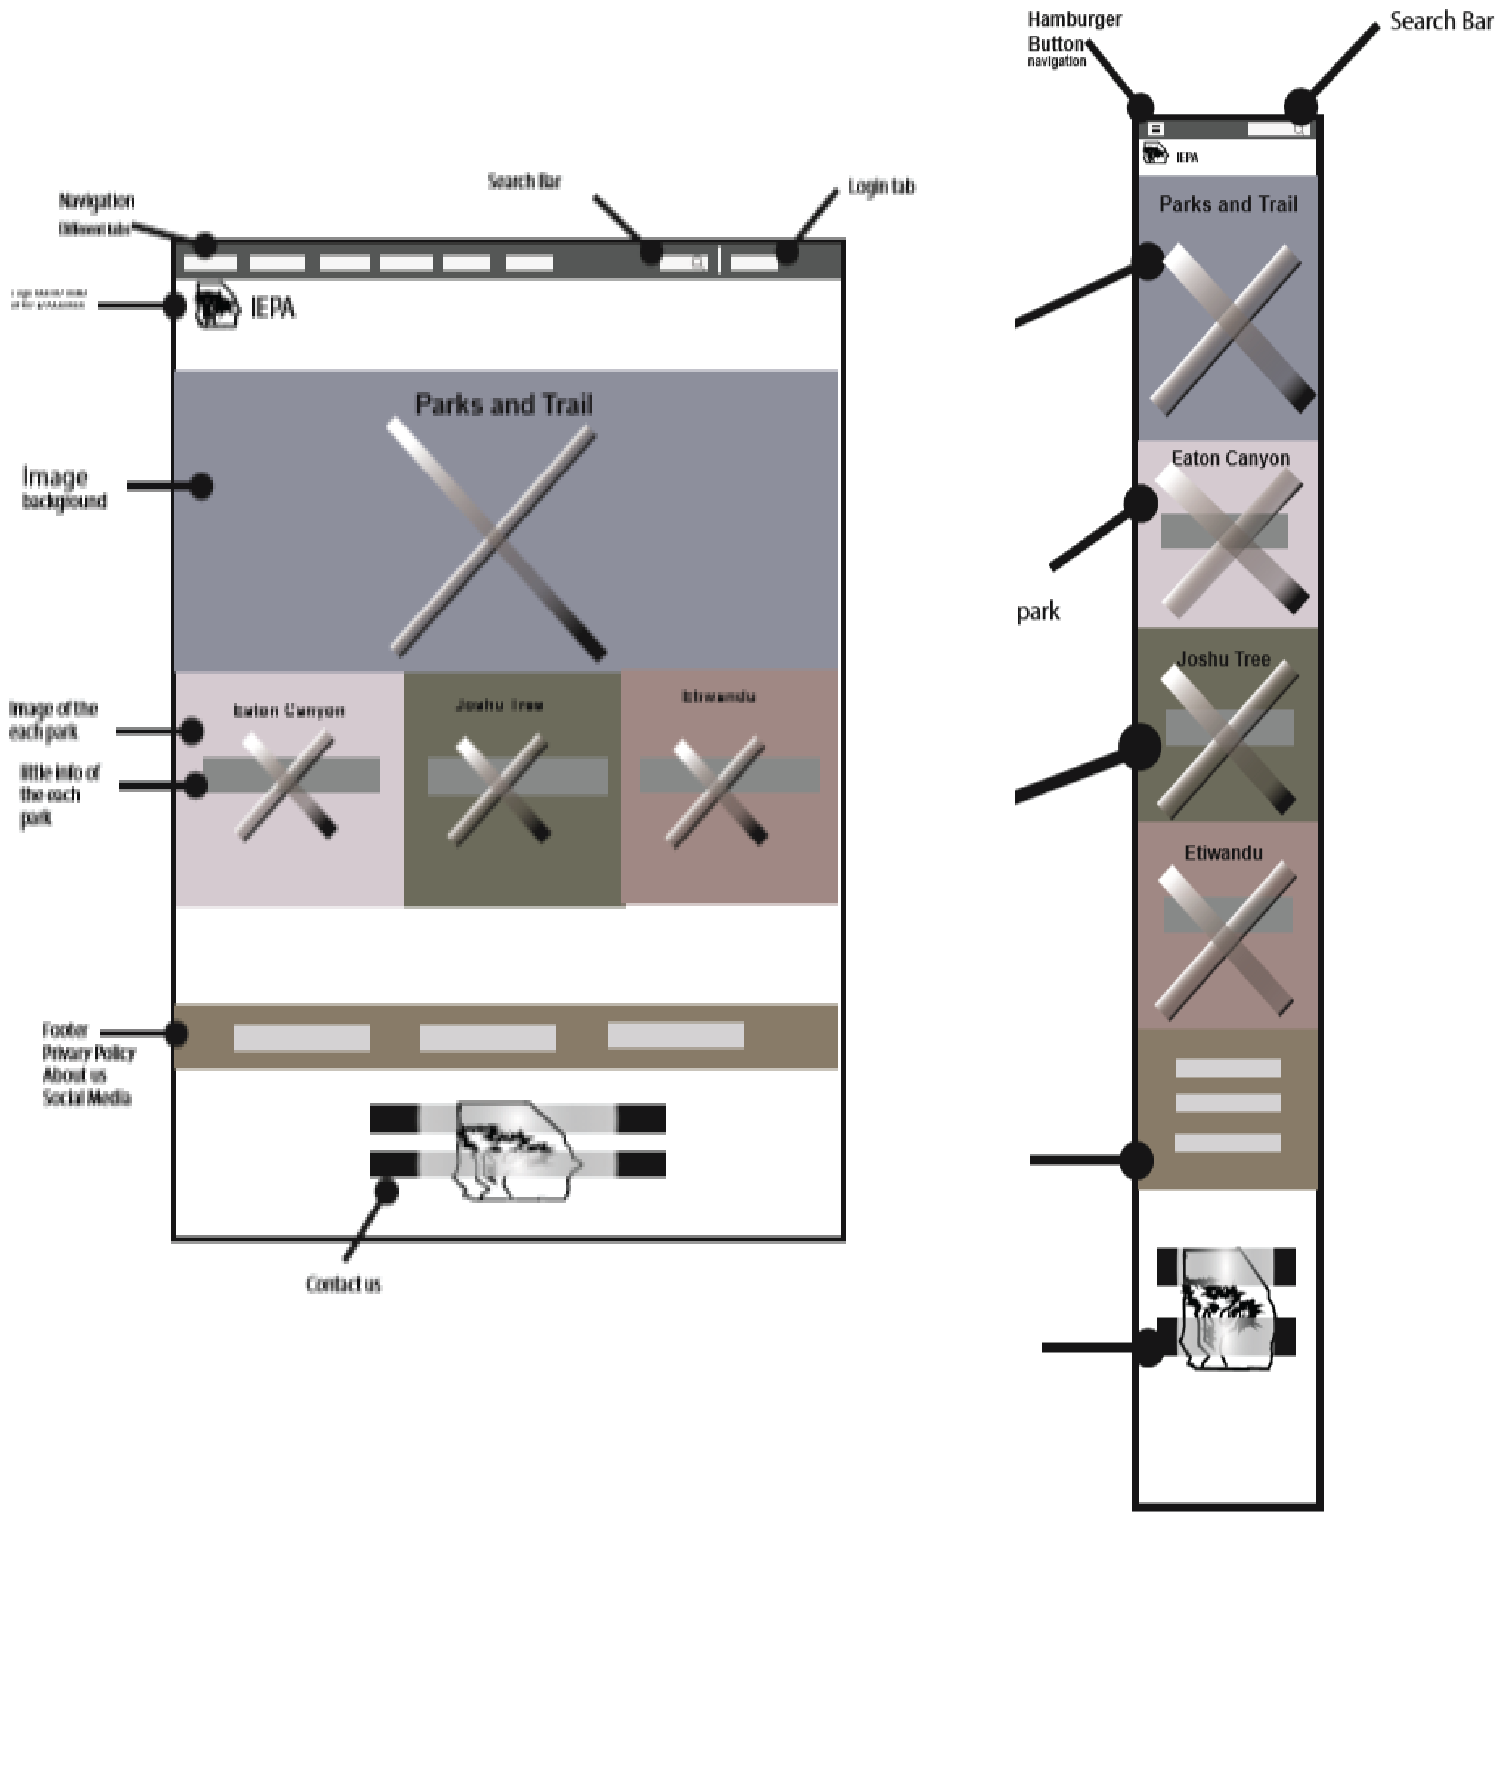 Navigation
Different tabs
Search Bar
Login tab
IEPA
Parks and Trail
Image
background
Eaton Canyon
Joshu Tree
Etiwandu
Image of the
each park
little info of
the each
park
Footer
Privary Policy
About us
Social Media
Contact us
Hamburger
Button
navigation
Search Bar
IEPA
Parks and Trail
Eaton Canyon
park
Joshu Tree
Etiwandu